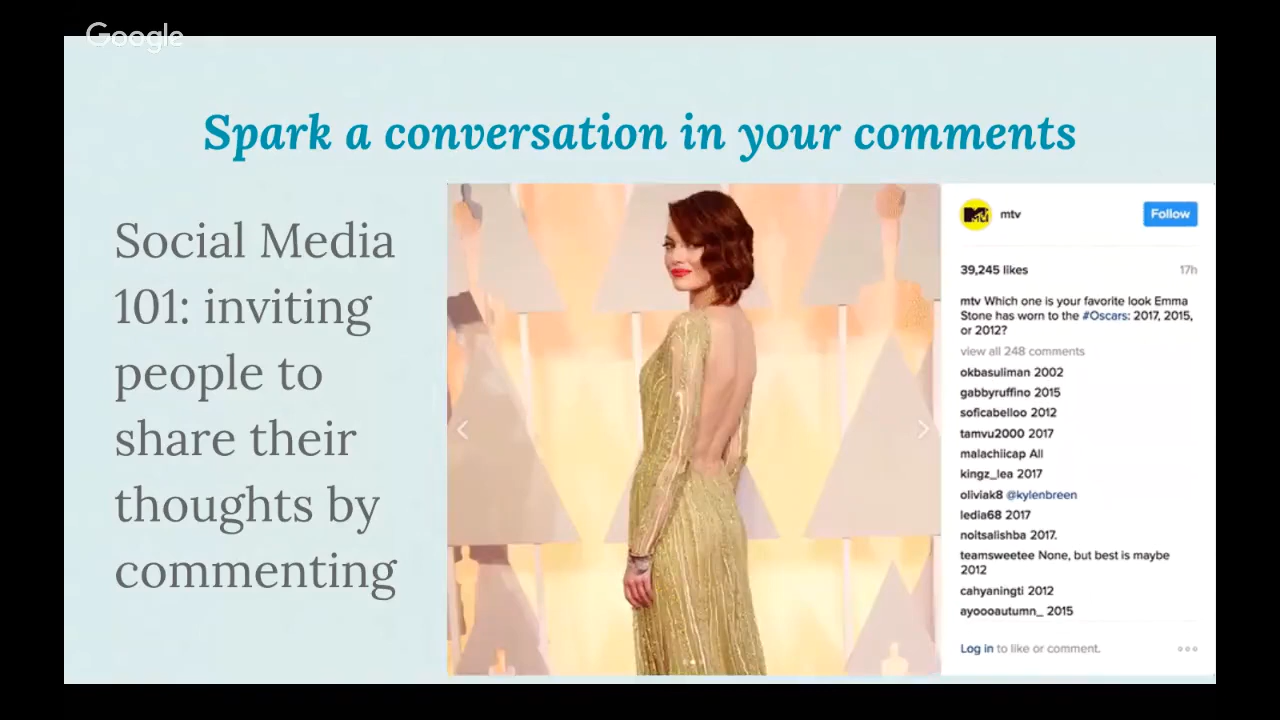 Google
Spark a conversation in your comments
Social Media
101: inviting
people to
share their
thoughts by
commenting
MTV
mtv
Follow
39,245 likes
17h
mtv Which one is your favorite look Emma
Stone has worn to the #Oscars: 2017, 2015,
or 2012?
view all 248 comments
okbasuliman 2002
gabbyruffino 2015
soficabelloo 2012
tamvu2000 2017
malachiicap All
kingz_lea 2017
oliviak8 @kylenbreen
ledia68 2017
noitsalishba 2017.
teamsweetee None, but best is maybe
2012
cahyaningti 2012
ayoooautumn_ 2015
Log in to like or comment.